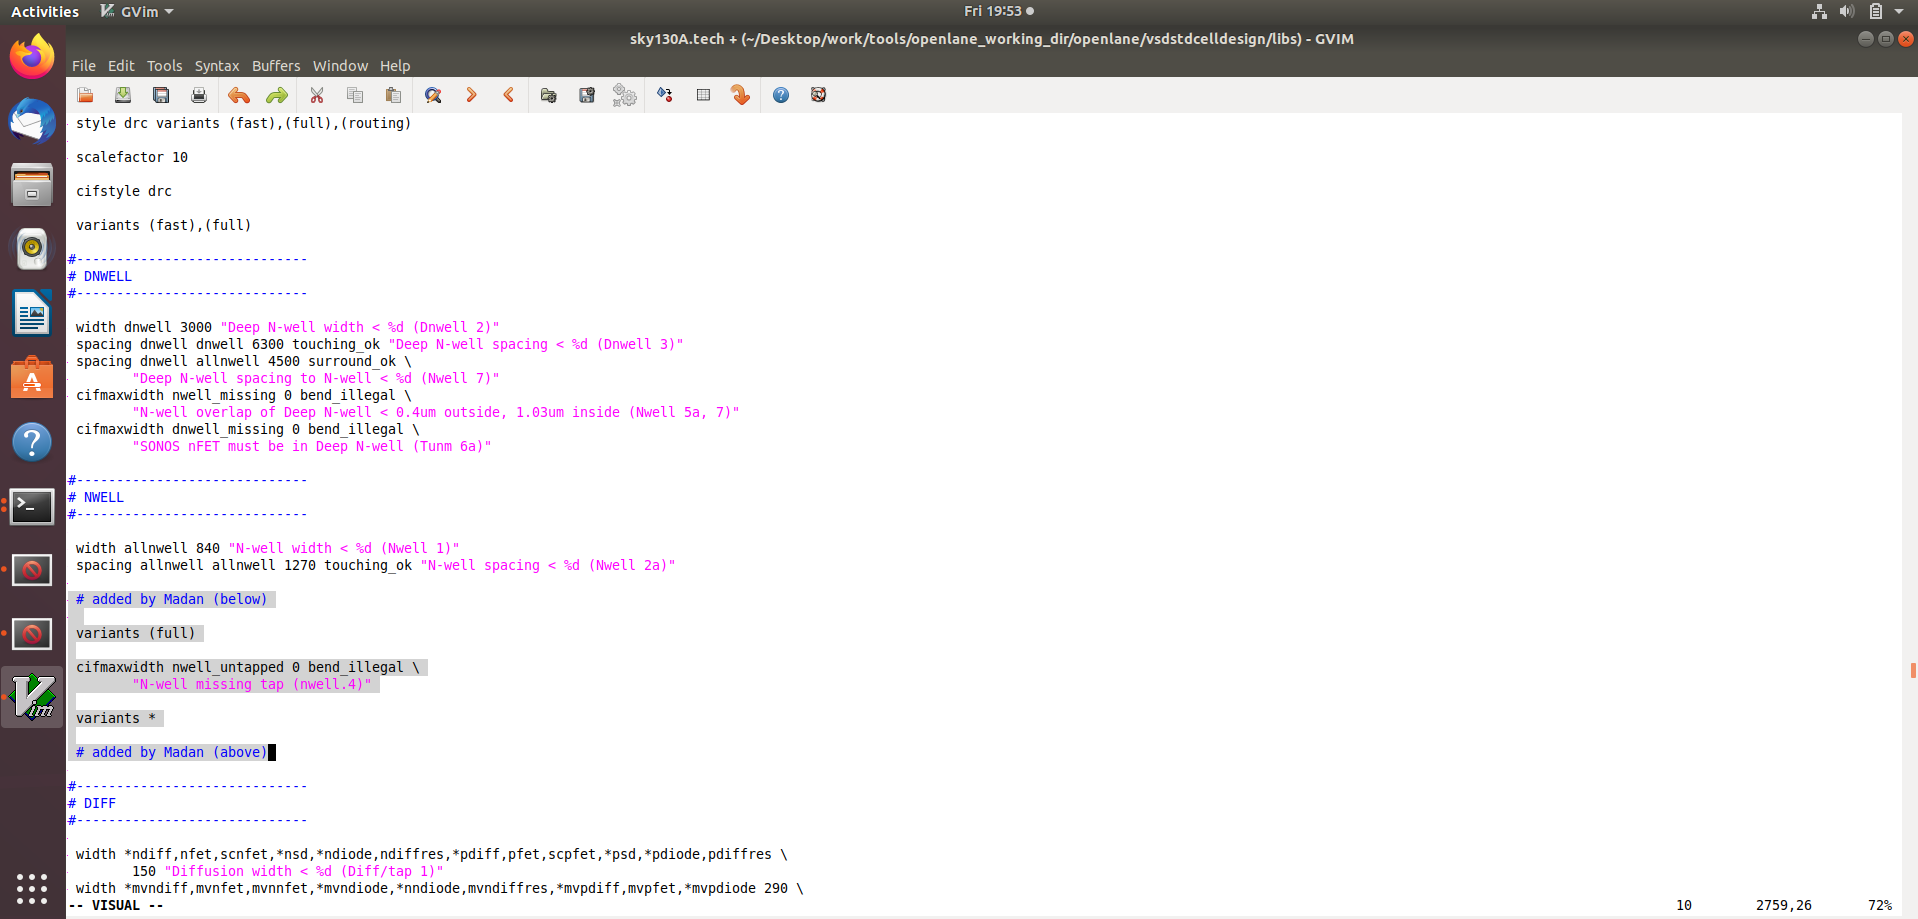 Activities GVim Fri 19:53
sky130A.tech + (~/Desktop/work/tools/openlane_working_dir/openlane/vsdstdcelldesign/libs) - GVIM
File Edit Tools Syntax Buffers Window Help
style drc variants (fast),(full),(routing)
scalefactor 10
cifstyle drc
variants (fast),(full)
#-----------------------------
# DNWELL
#-----------------------------
width dnwell 3000 "Deep N-well width < %d (Dnwell 2)"
spacing dnwell dnwell 6300 touching_ok "Deep N-well spacing < %d (Dnwell 3)"
spacing dnwell allnwell 4500 surround_ok \
"Deep N-well spacing to N-well < %d (Nwell 7)"
cifmaxwidth nwell_missing 0 bend_illegal \
"N-well overlap of Deep N-well < 0.4um outside, 1.03um inside (Nwell 5a, 7)"
cifmaxwidth dnwell_missing 0 bend_illegal \
"SONOS nFET must be in Deep N-well (Tunm 6a)"
#-----------------------------
# NWELL
#-----------------------------
width allnwell 840 "N-well width < %d (Nwell 1)"
spacing allnwell allnwell 1270 touching_ok "N-well spacing < %d (Nwell 2a)"
# added by Madan (below)
variants (full)
cifmaxwidth nwell_untapped 0 bend_illegal \
"N-well missing tap (nwell.4)"
variants *
# added by Madan (above)
#-----------------------------
# DIFF
#-----------------------------
width *ndiff,nfet,scnfet,*nsd,*ndiode,ndiffres,*pdiff,pfet,scpfet,*psd,*pdiode,pdiffres \
150 "Diffusion width < %d (Diff/tap 1)"
width *mvndiff,mvnfet,mvnnfet,*mvndiode,*nndiode,mvndiffres,*mvpdiff,mvpfet,*mvpdiode 290 \
-- VISUAL -- 10 2759,26 72%